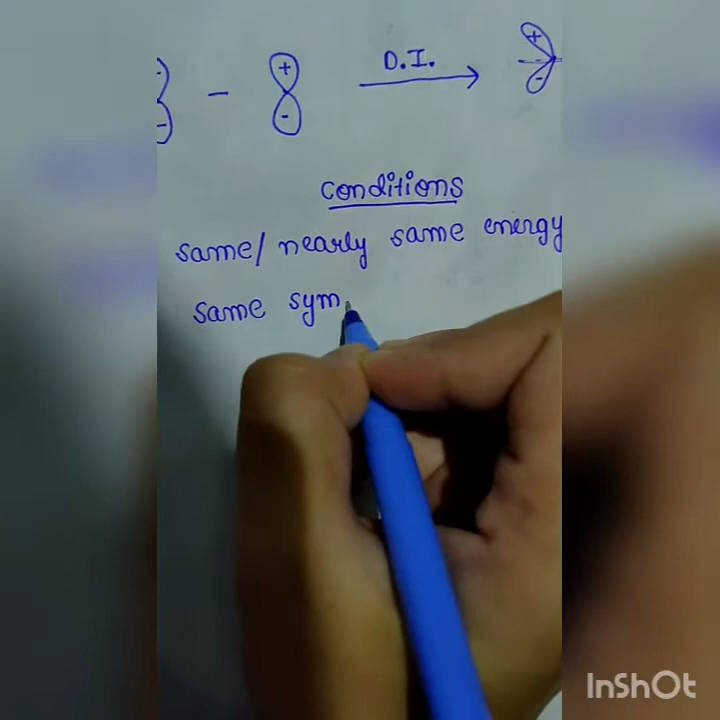 + + D.I. +
- - - -
Conditions
same/ nearly same energy
same sym
InShOt